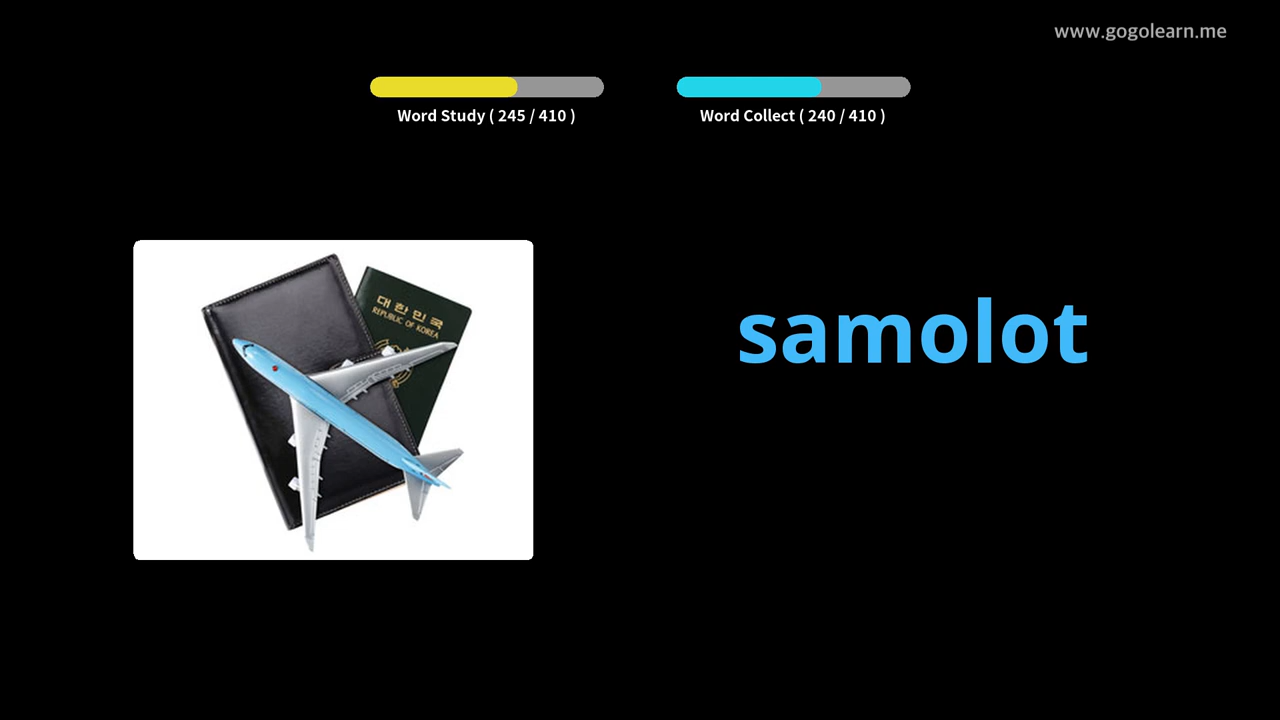 www.gogolearn.me
Word Study ( 245 / 410 )
Word Collect ( 240 / 410 )
대한민국
REPUBLIC OF KOREA
samolot